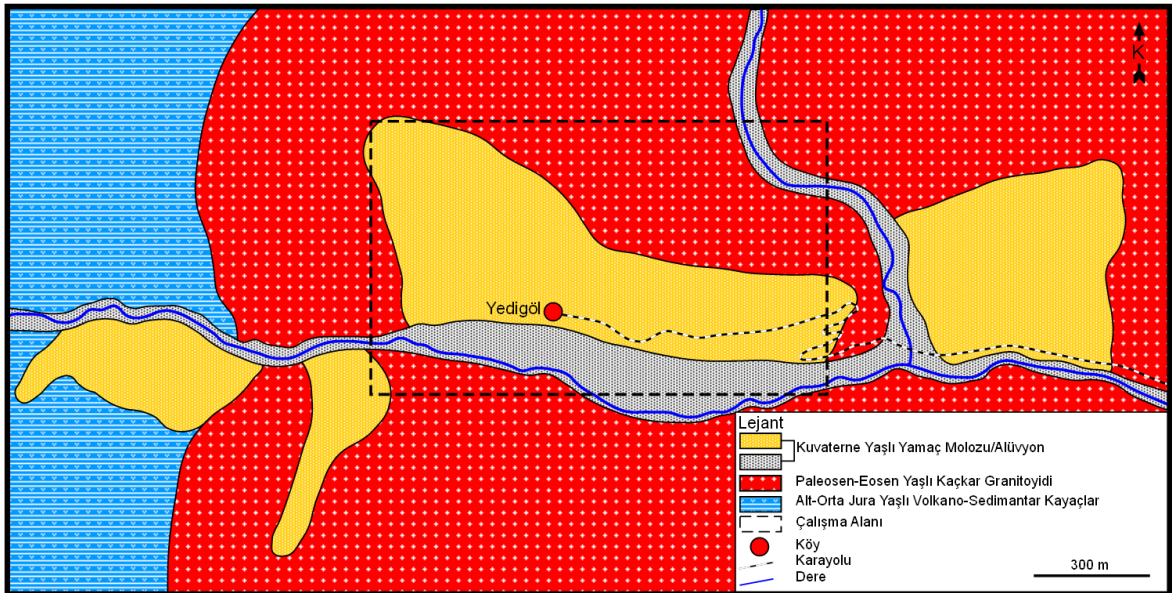 K
Yedigöl
Lejant
Kuvaterne Yaşlı Yamaç Molozu/Alüvyon
Paleosen-Eosen Yaşlı Kaçkar Granitoyidi
Alt-Orta Jura Yaşlı Volkano-Sedimantar Kayaçlar
Çalışma Alanı
Köy
Karayolu
Dere
300 m